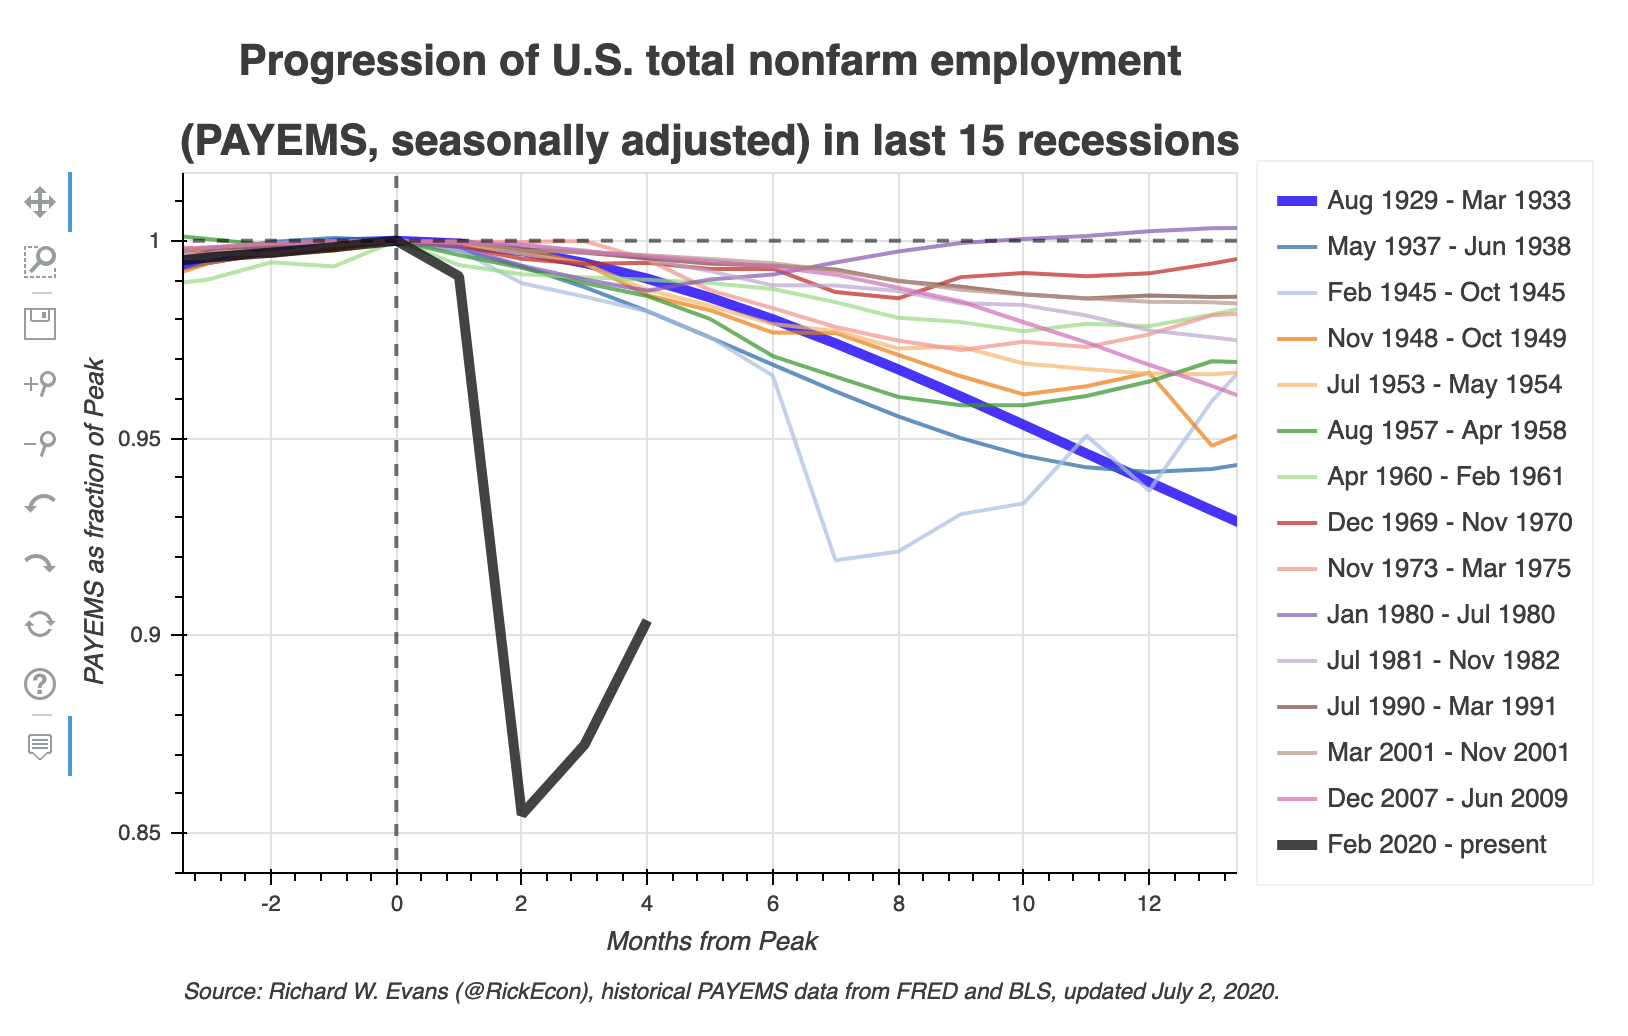 Progression of U.S. total nonfarm employment
(PAYEMS, seasonally adjusted) in last 15 recessions
PAYEMS as fraction of Peak
1
0.95
0.9
0.85
-2
0
2
4
6
8
10
12
Months from Peak
Aug 1929 - Mar 1933
May 1937 - Jun 1938
Feb 1945 - Oct 1945
Nov 1948 - Oct 1949
Jul 1953 - May 1954
Aug 1957 - Apr 1958
Apr 1960 - Feb 1961
Dec 1969 - Nov 1970
Nov 1973 - Mar 1975
Jan 1980 - Jul 1980
Jul 1981 - Nov 1982
Jul 1990 - Mar 1991
Mar 2001 - Nov 2001
Dec 2007 - Jun 2009
Feb 2020 - present
Source: Richard W. Evans (@RickEcon), historical PAYEMS data from FRED and BLS, updated July 2, 2020.